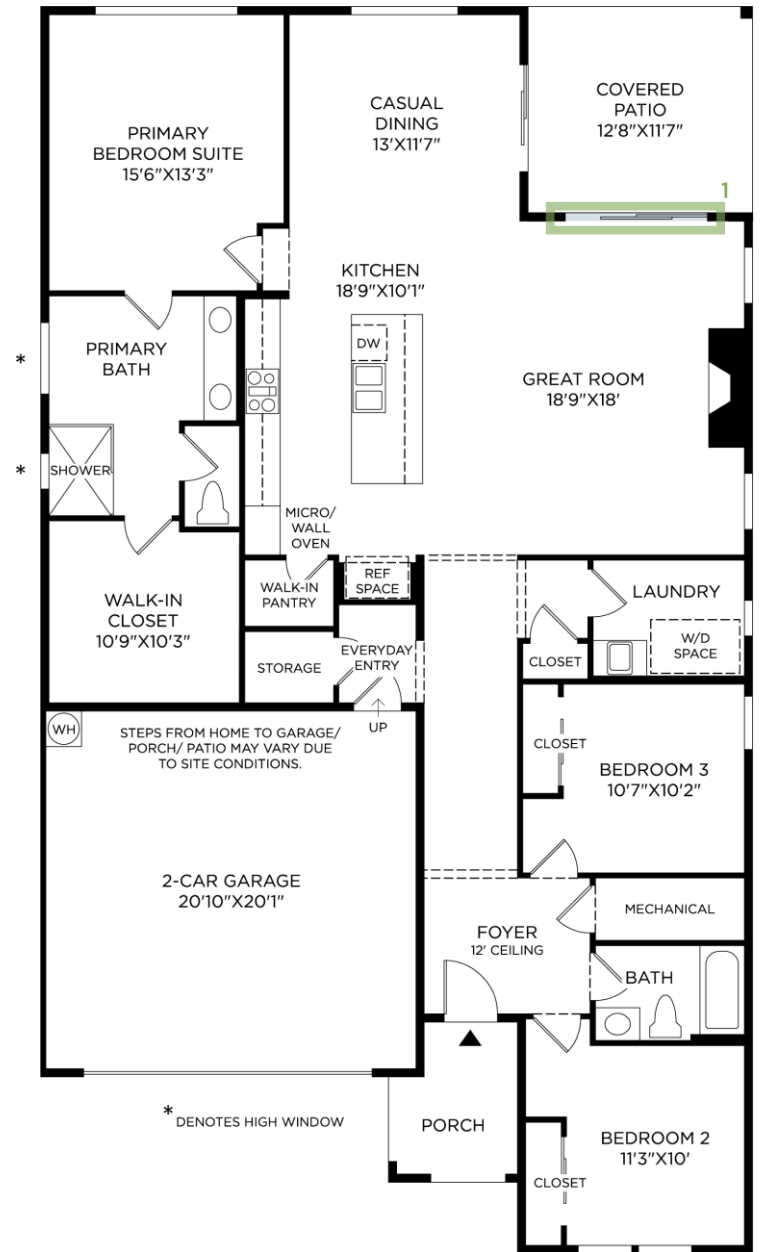 PRIMARY
BEDROOM SUITE
15'6"X13'3"
CASUAL
DINING
13'X11'7"
COVERED
PATIO
12'8"X11'7"
1
KITCHEN
18'9"X10'1"
DW
GREAT ROOM
18'9"X18'
*
PRIMARY
BATH
*
SHOWER
MICRO/
WALL
OVEN
WALK-IN
PANTRY
REF
SPACE
WALK-IN
CLOSET
10'9"X10'3"
STORAGE
EVERYDAY
ENTRY
UP
CLOSET
LAUNDRY
W/D
SPACE
WH
STEPS FROM HOME TO GARAGE/
PORCH/ PATIO MAY VARY DUE
TO SITE CONDITIONS.
CLOSET
BEDROOM 3
10'7"X10'2"
2-CAR GARAGE
20'10"X20'1"
FOYER
12' CEILING
MECHANICAL
BATH
* DENOTES HIGH WINDOW
PORCH
BEDROOM 2
11'3"X10'
CLOSET